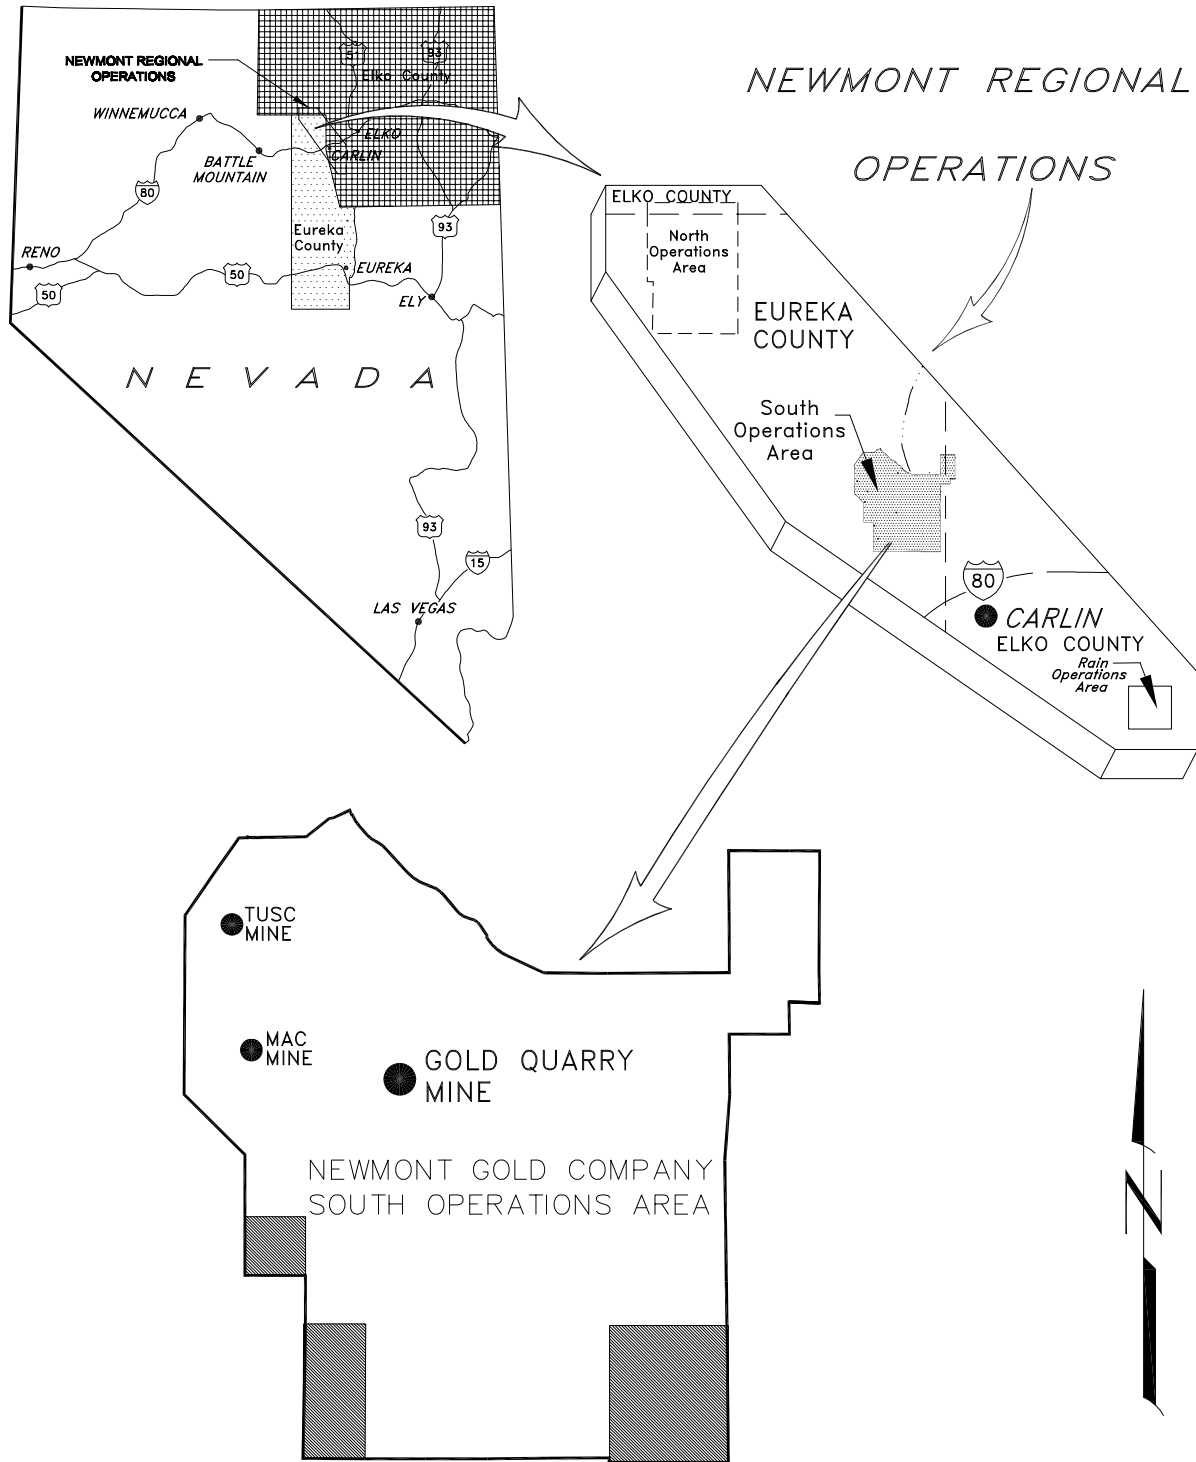 NEWMONT REGIONAL
OPERATIONS
51
93
Elko County
WINNEMUCCA
ELKO
CARLIN
BATTLE
MOUNTAIN
80
Eureka
County
93
RENO
50
50
EUREKA
ELY
NEVADA
93
15
LAS VEGAS
NEWMONT REGIONAL
OPERATIONS
ELKO COUNTY
North
Operations
Area
EUREKA
COUNTY
South
Operations
Area
80
CARLIN
ELKO COUNTY
Rain
Operations
Area
TUSC
MINE
MAC
MINE
GOLD QUARRY
MINE
NEWMONT GOLD COMPANY
SOUTH OPERATIONS AREA
N